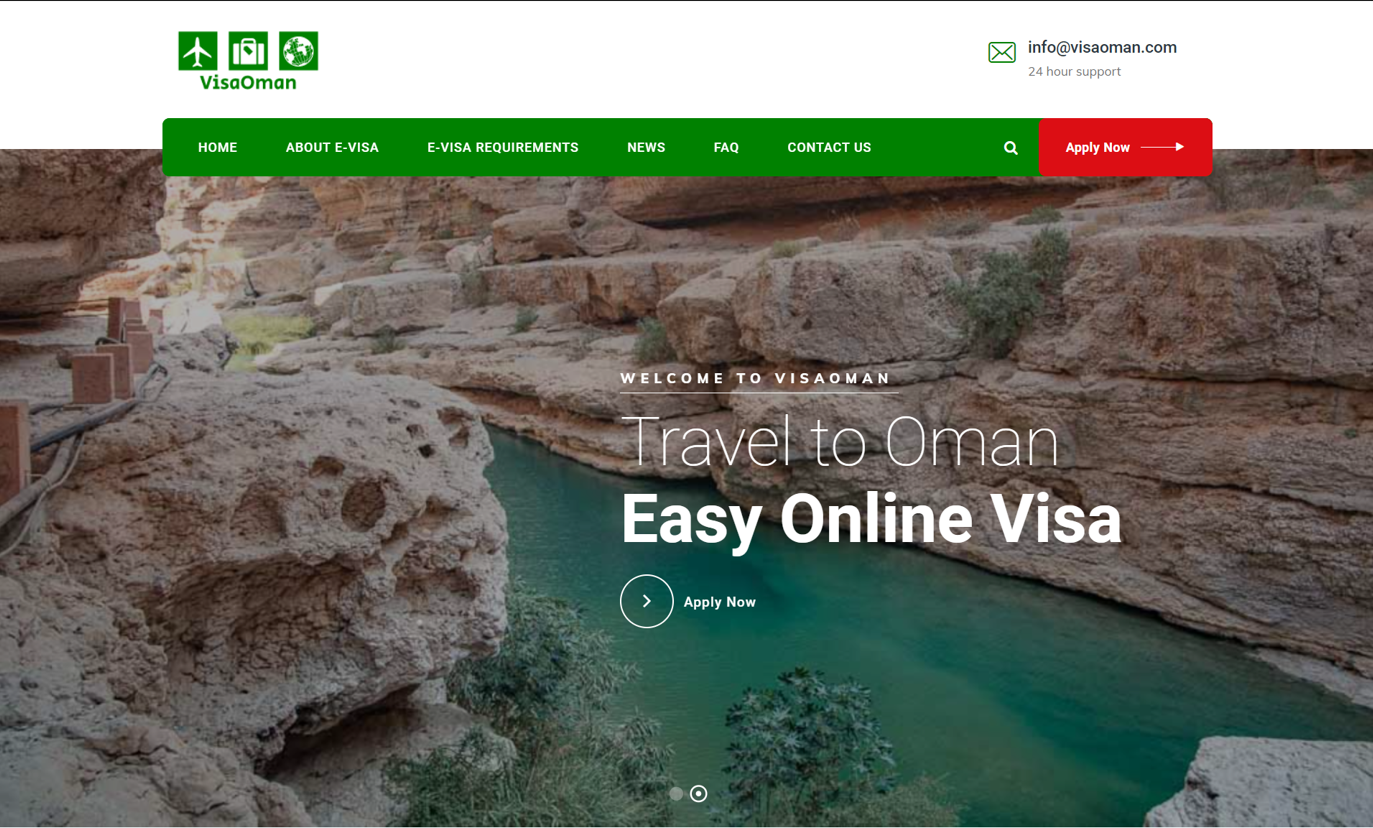 VisaOman
info@visaoman.com
24 hour support
HOME ABOUT E-VISA E-VISA REQUIREMENTS NEWS FAQ CONTACT US Apply Now
WELCOME TO VISAOMAN
Travel to Oman
Easy Online Visa
Apply Now